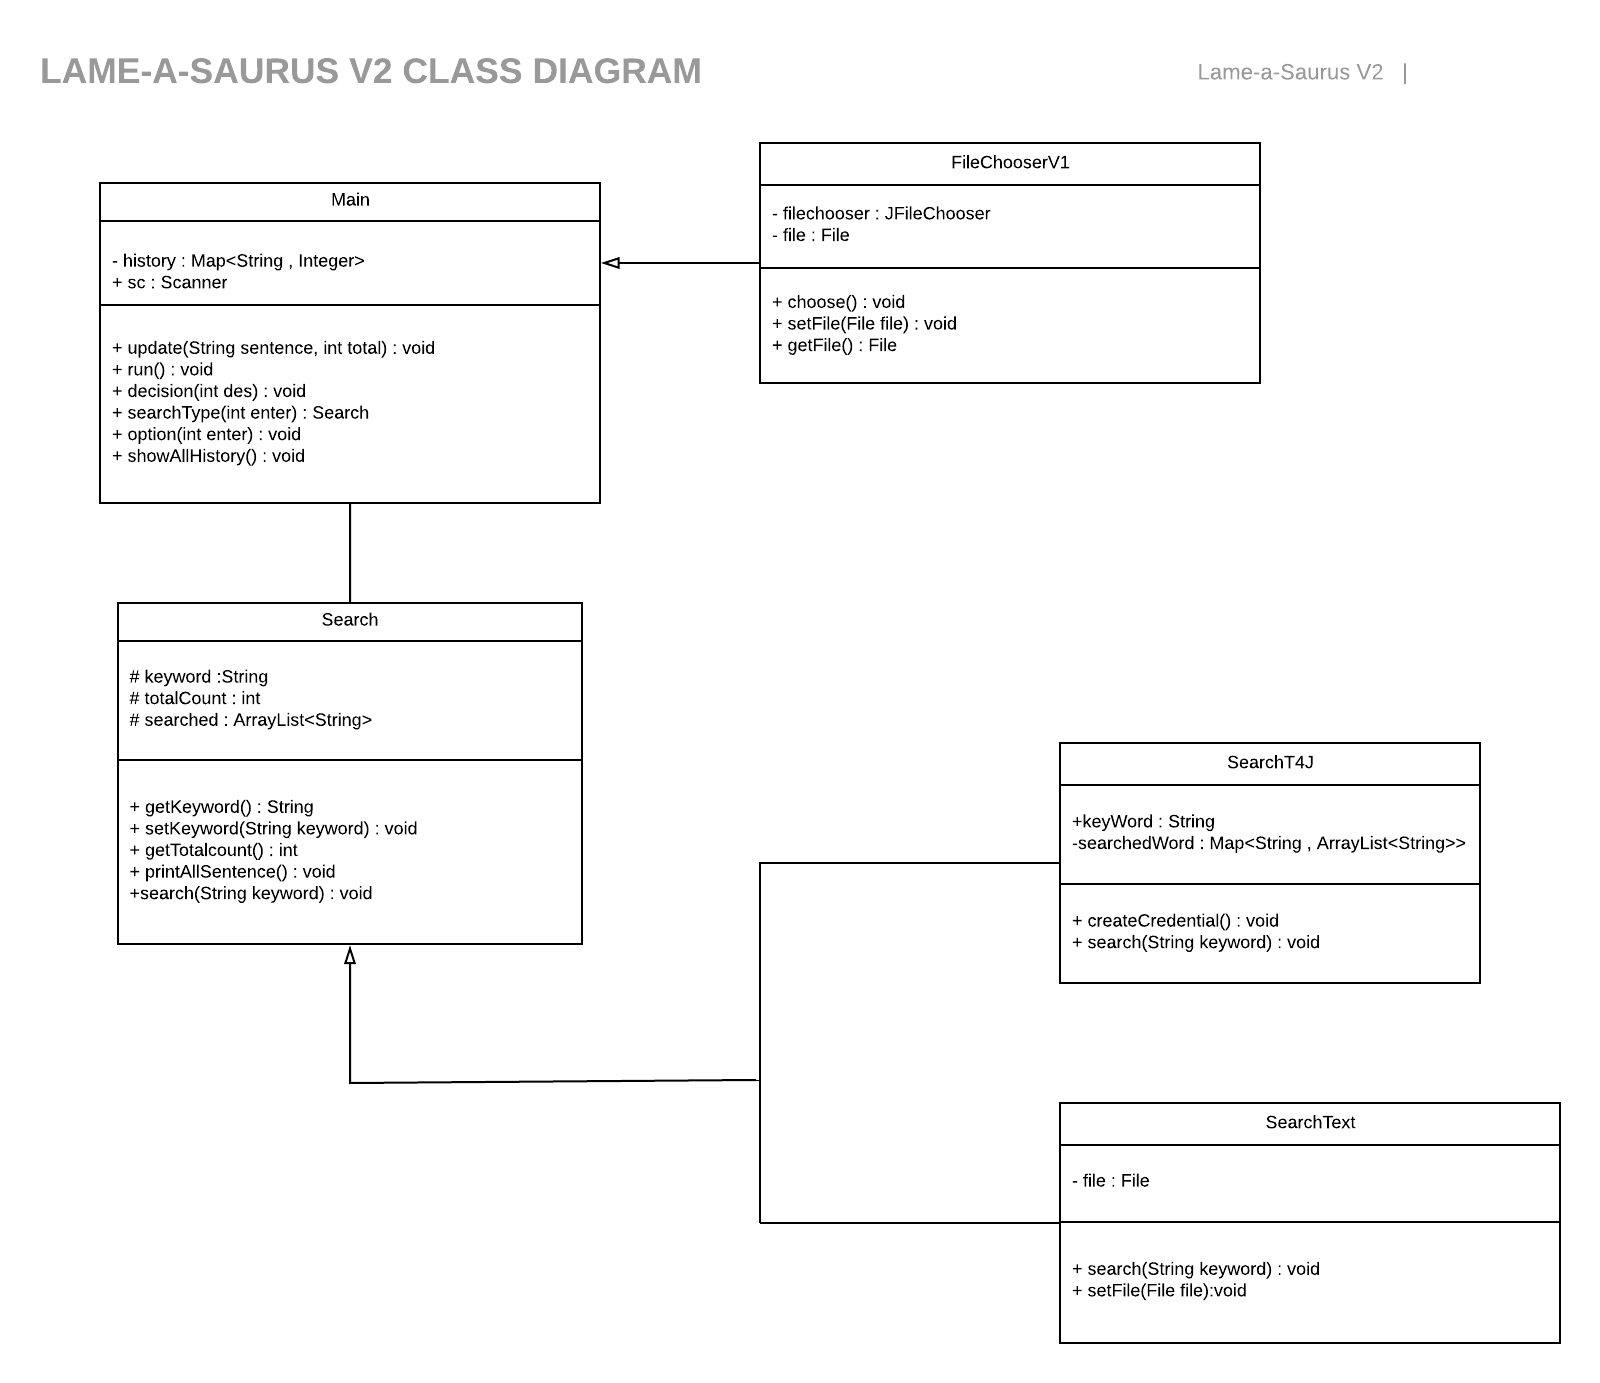 LAME-A-SAURUS V2 CLASS DIAGRAM
Lame-a-Saurus V2 |
Main
- history : Map<String , Integer>
+ sc : Scanner
+ update(String sentence, int total) : void
+ run() : void
+ decision(int des) : void
+ searchType(int enter) : Search
+ option(int enter) : void
+ showAllHistory() : void
FileChooserV1
- filechooser : JFileChooser
- file : File
+ choose() : void
+ setFile(File file) : void
+ getFile() : File
Search
# keyword :String
# totalCount : int
# searched : ArrayList<String>
+ getKeyword() : String
+ setKeyword(String keyword) : void
+ getTotalcount() : int
+ printAllSentence() : void
+search(String keyword) : void
SearchT4J
+keyWord : String
-searchedWord : Map<String , ArrayList<String>>
+ createCredential() : void
+ search(String keyword) : void
SearchText
- file : File
+ search(String keyword) : void
+ setFile(File file):void